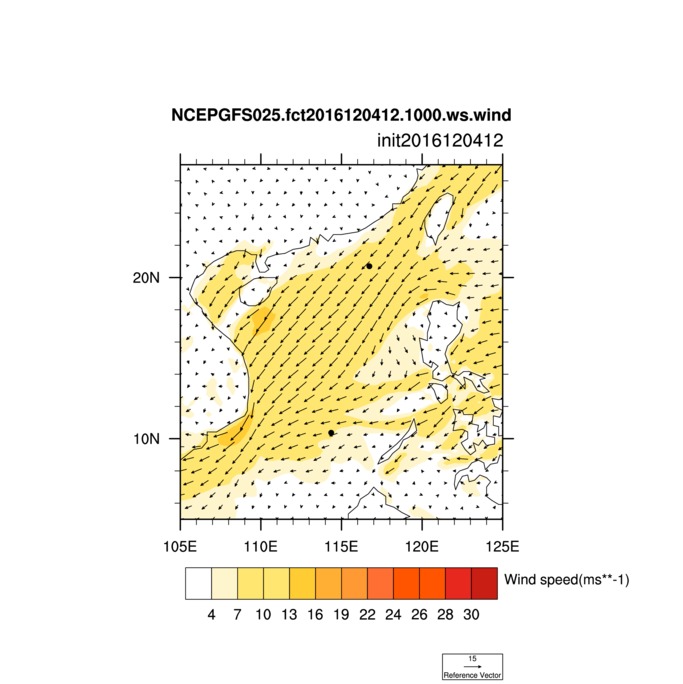 NCEPGFS025.fct2016120412.1000.ws.wind
init2016120412
20N
10N
105E 110E 115E 120E 125E
Wind speed(ms**-1)
4 7 10 13 16 19 22 24 26 28 30
15
Reference Vector